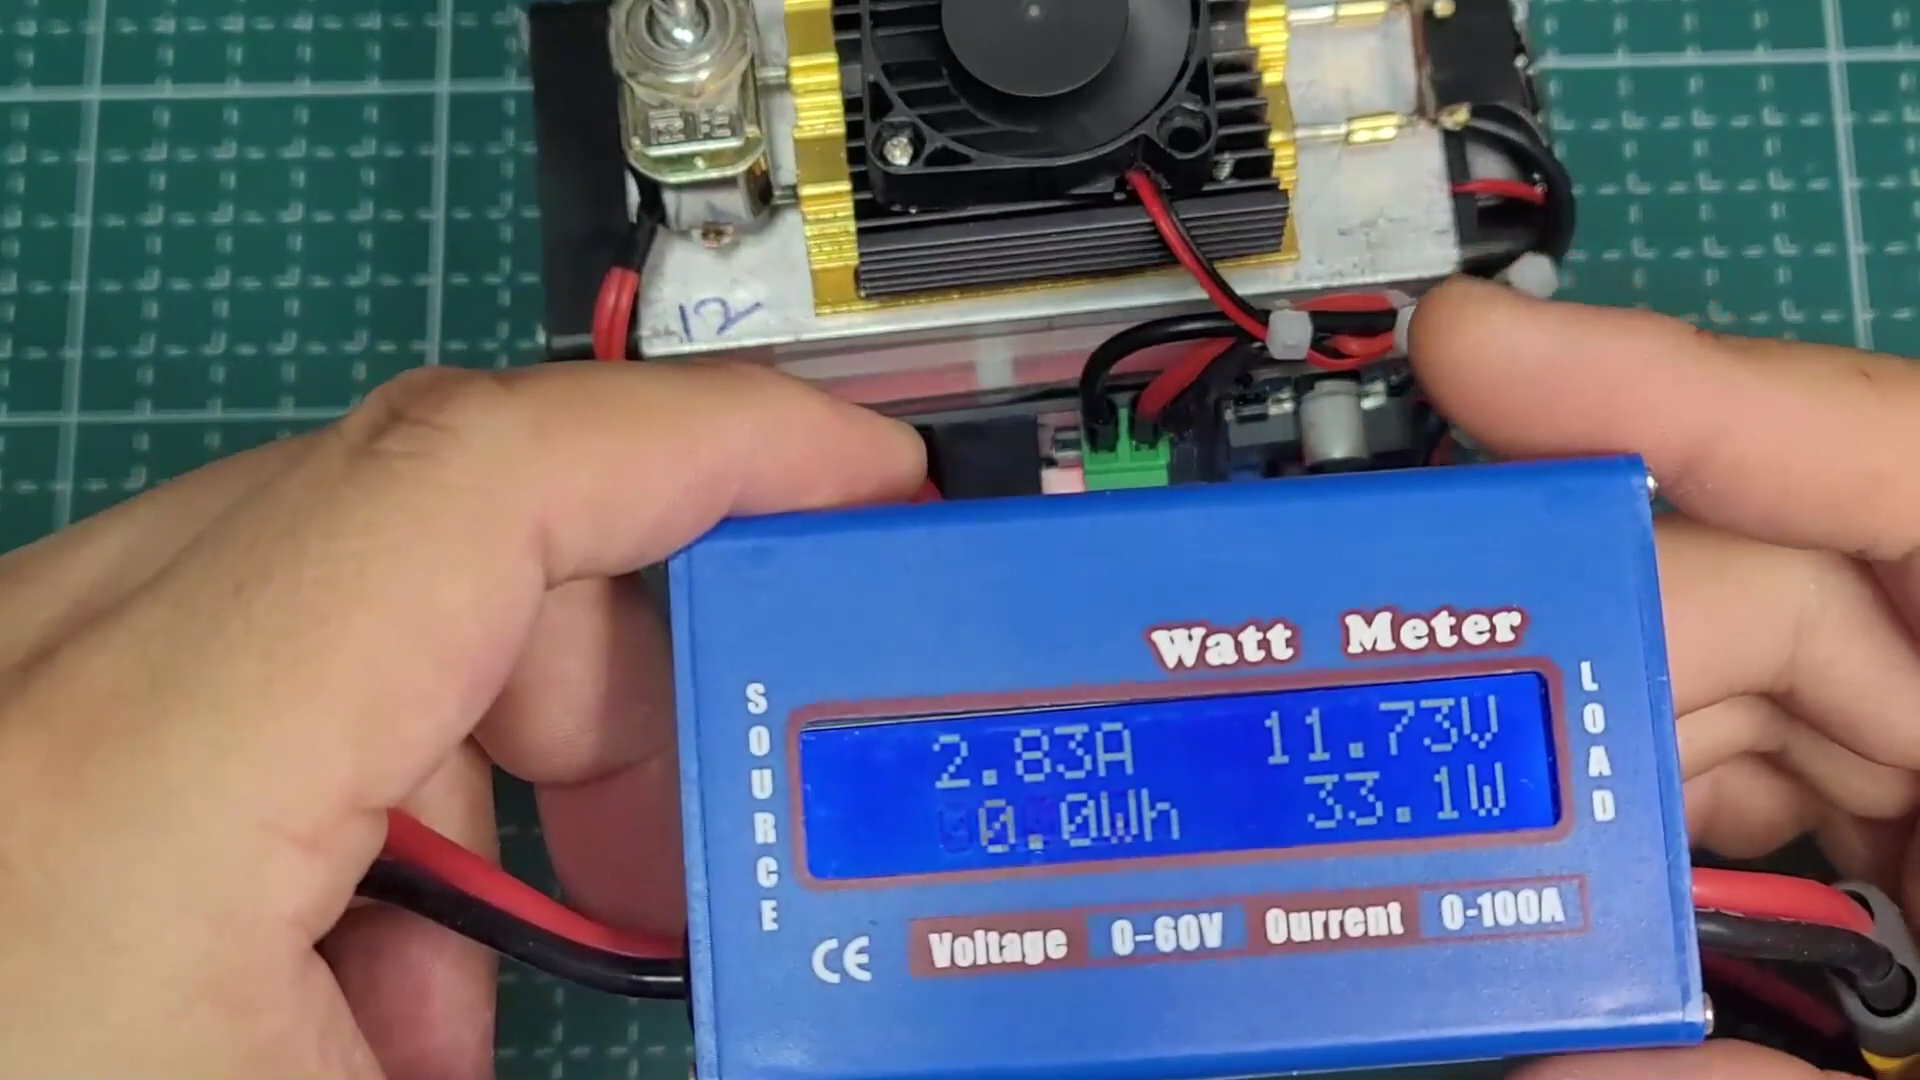 12
Watt Meter
SOURCE
LOAD
2.83A 11.73V
0.0Wh 33.1W
CE Voltage 0-60V Ourrent 0-100A